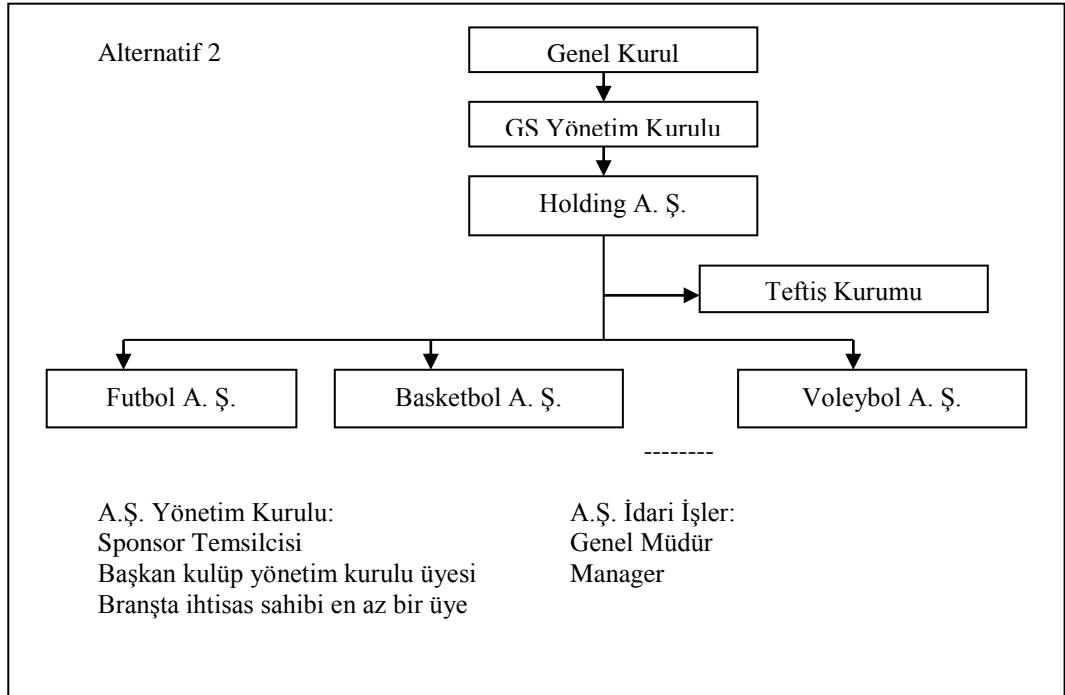 Alternatif 2
Genel Kurul
GS Yönetim Kurulu
Holding A. Ş.
Teftiş Kurumu
Futbol A. Ş.
Basketbol A. Ş.
Voleybol A. Ş.
--------
A.Ş. Yönetim Kurulu:
Sponsor Temsilcisi
Başkan kulüp yönetim kurulu üyesi
Branşta ihtisas sahibi en az bir üye
A.Ş. İdari İşler:
Genel Müdür
Manager